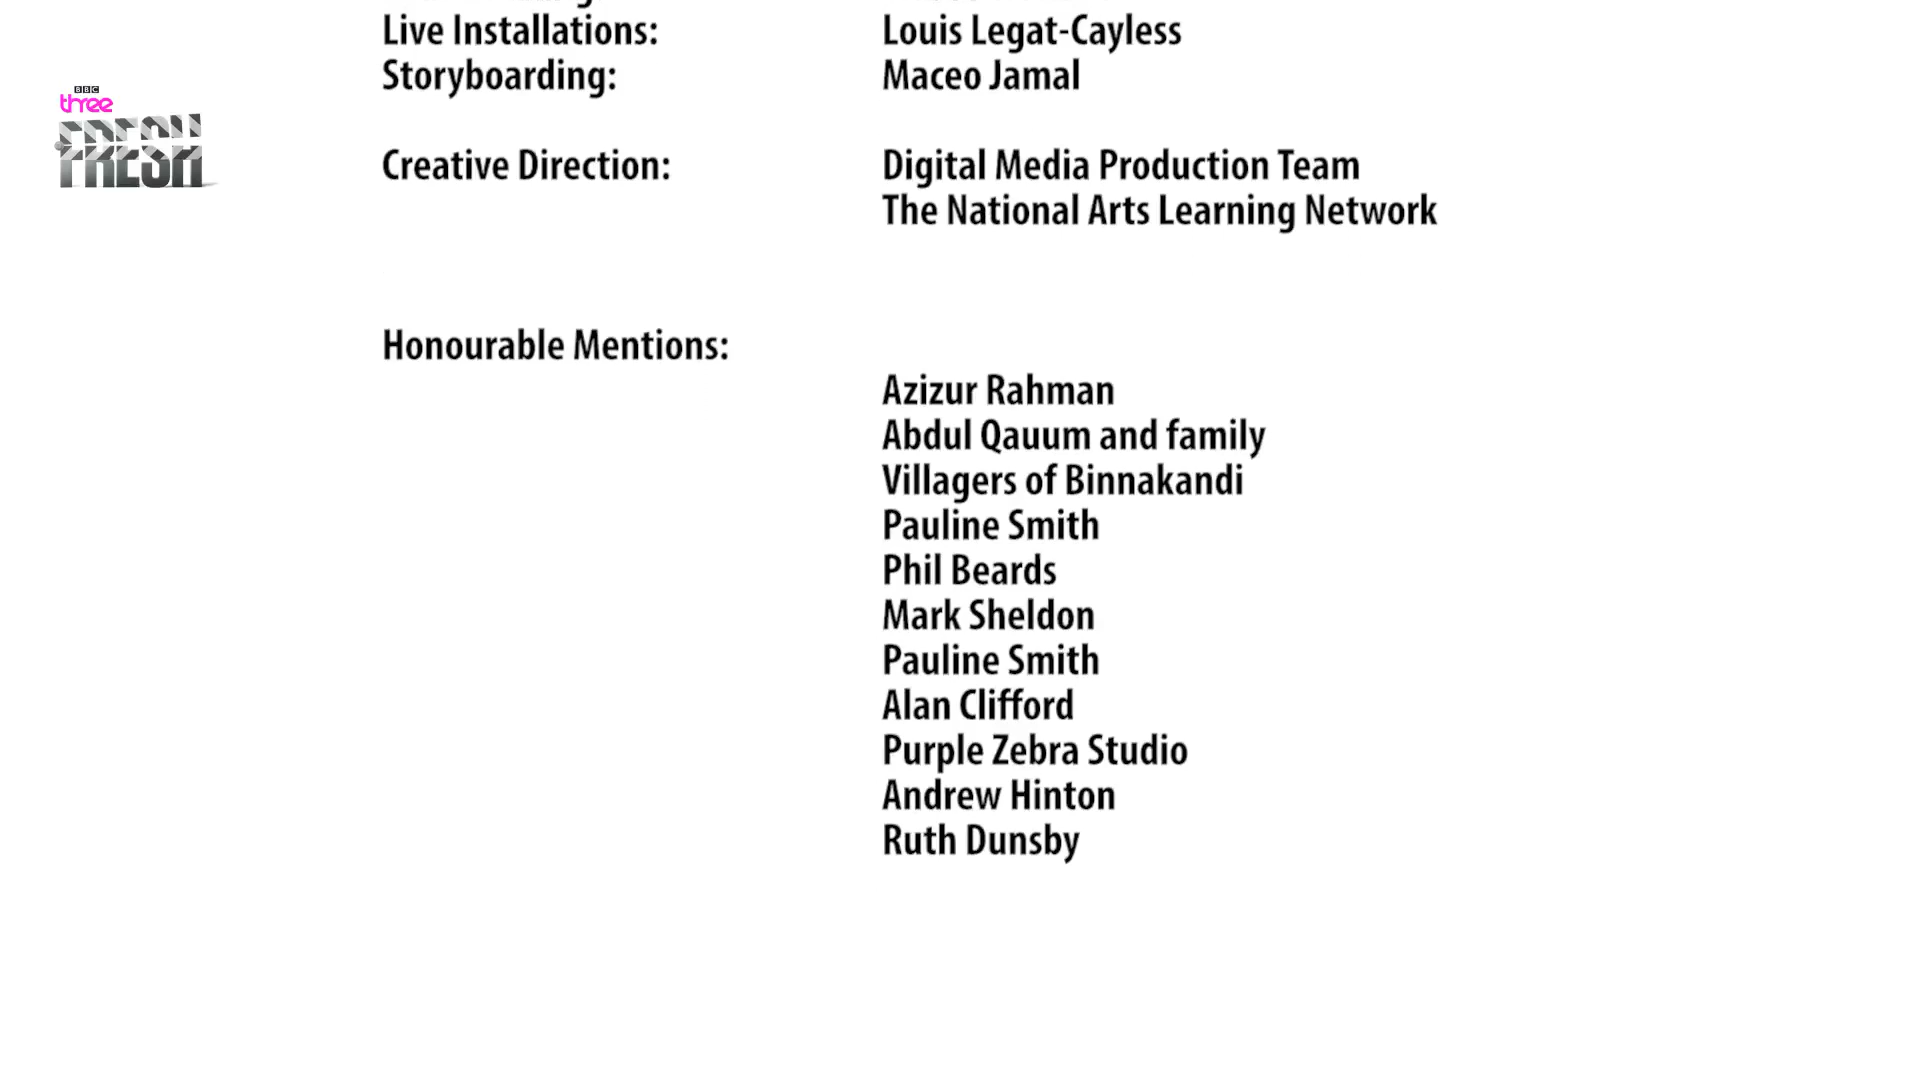 Live Installations: Louis Legat-Cayless
Storyboarding: Maceo Jamal
BBC
three
FRESH
Creative Direction: Digital Media Production Team
The National Arts Learning Network
Honourable Mentions:
Azizur Rahman
Abdul Qauum and family
Villagers of Binnakandi
Pauline Smith
Phil Beards
Mark Sheldon
Pauline Smith
Alan Clifford
Purple Zebra Studio
Andrew Hinton
Ruth Dunsby